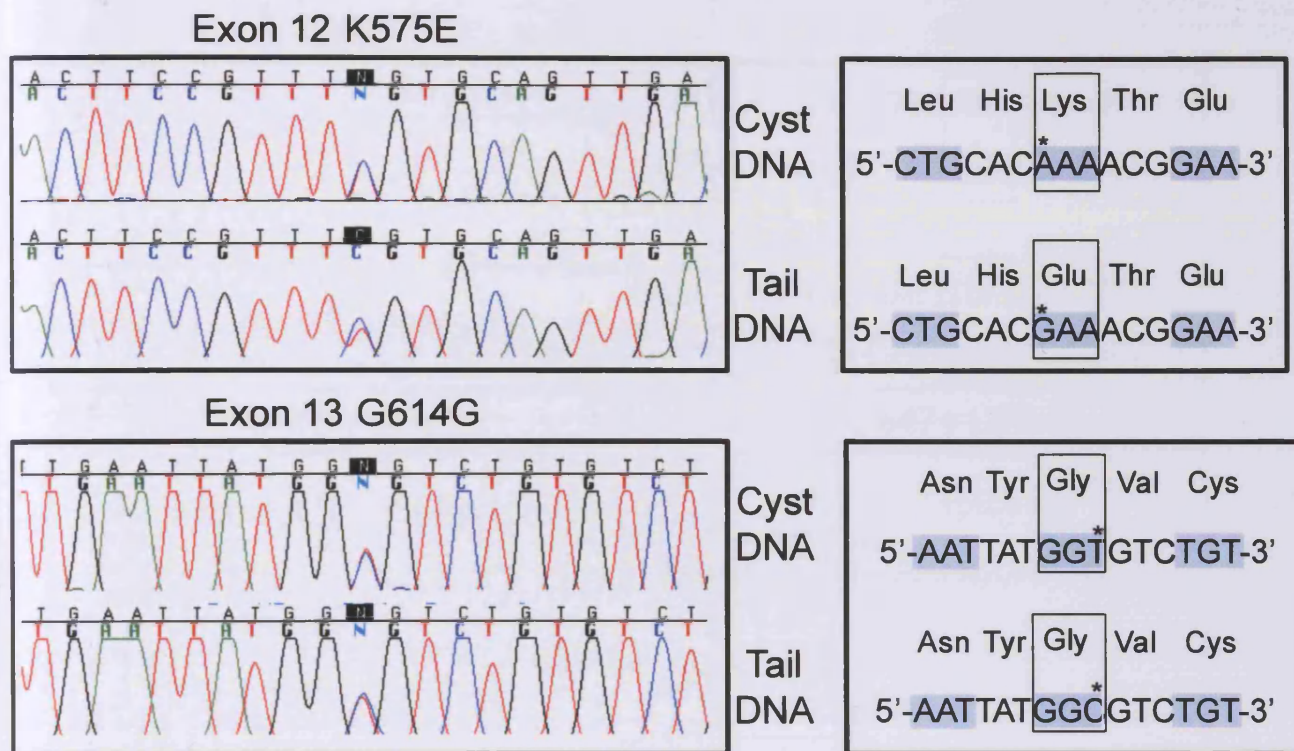 Exon 12 K575E
A C T T C C G T T T N G T G C A G T T G A
A C T T C C G T T T N G T G C A G T T G A
Cyst
DNA
A C T T C C G T T T C G T G C A G T T G A
A C T T C C G T T T C G T G C A G T T G A
Tail
DNA
Leu His Lys Thr Glu
*
5'-CTGCACAAAACGGAA-3'
Leu His Glu Thr Glu
*
5'-CTGCACGAAACGGAA-3'
Exon 13 G614G
T G A A T T A T G G N G T C T G T G T C T
T G A A T T A T G G N G T C T G T G T C T
Cyst
DNA
T G A A T T A T G G N G T C T G T G T C T
T G A A T T A T G G N G T C T G T G T C T
Tail
DNA
Asn Tyr Gly Val Cys
*
5'-AATTATGGTGTCTGT-3'
Asn Tyr Gly Val Cys
*
5'-AATTATGGCGTCTGT-3'